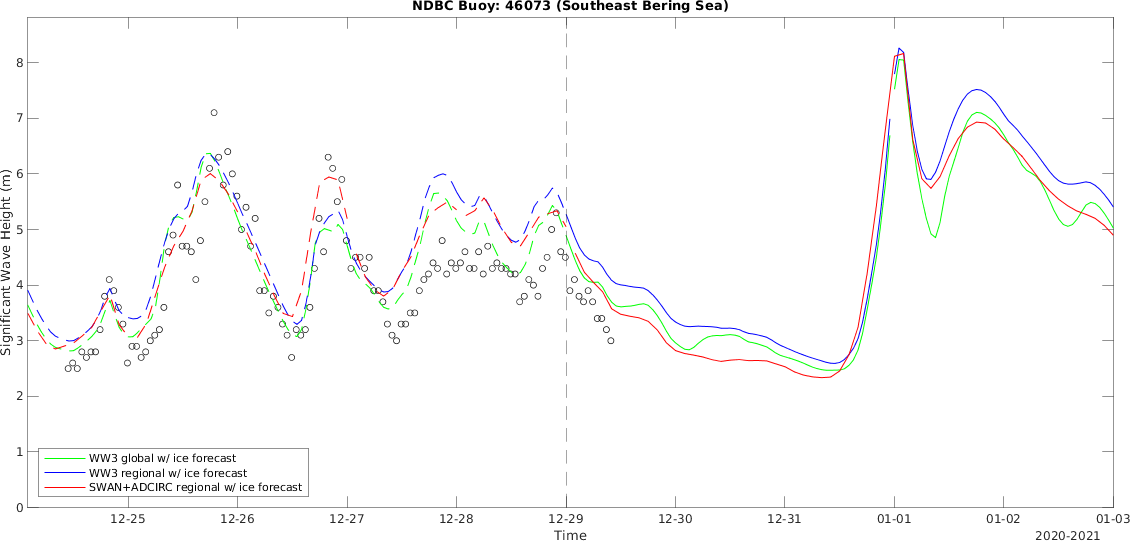 NDBC Buoy: 46073 (Southeast Bering Sea)
Significant Wave Height (m)
8
7
6
5
4
3
2
1
0
WW3 global w/ ice forecast
WW3 regional w/ ice forecast
SWAN+ADCIRC regional w/ ice forecast
12-25 12-26 12-27 12-28 12-29 12-30 12-31 01-01 01-02 01-03
Time
2020-2021